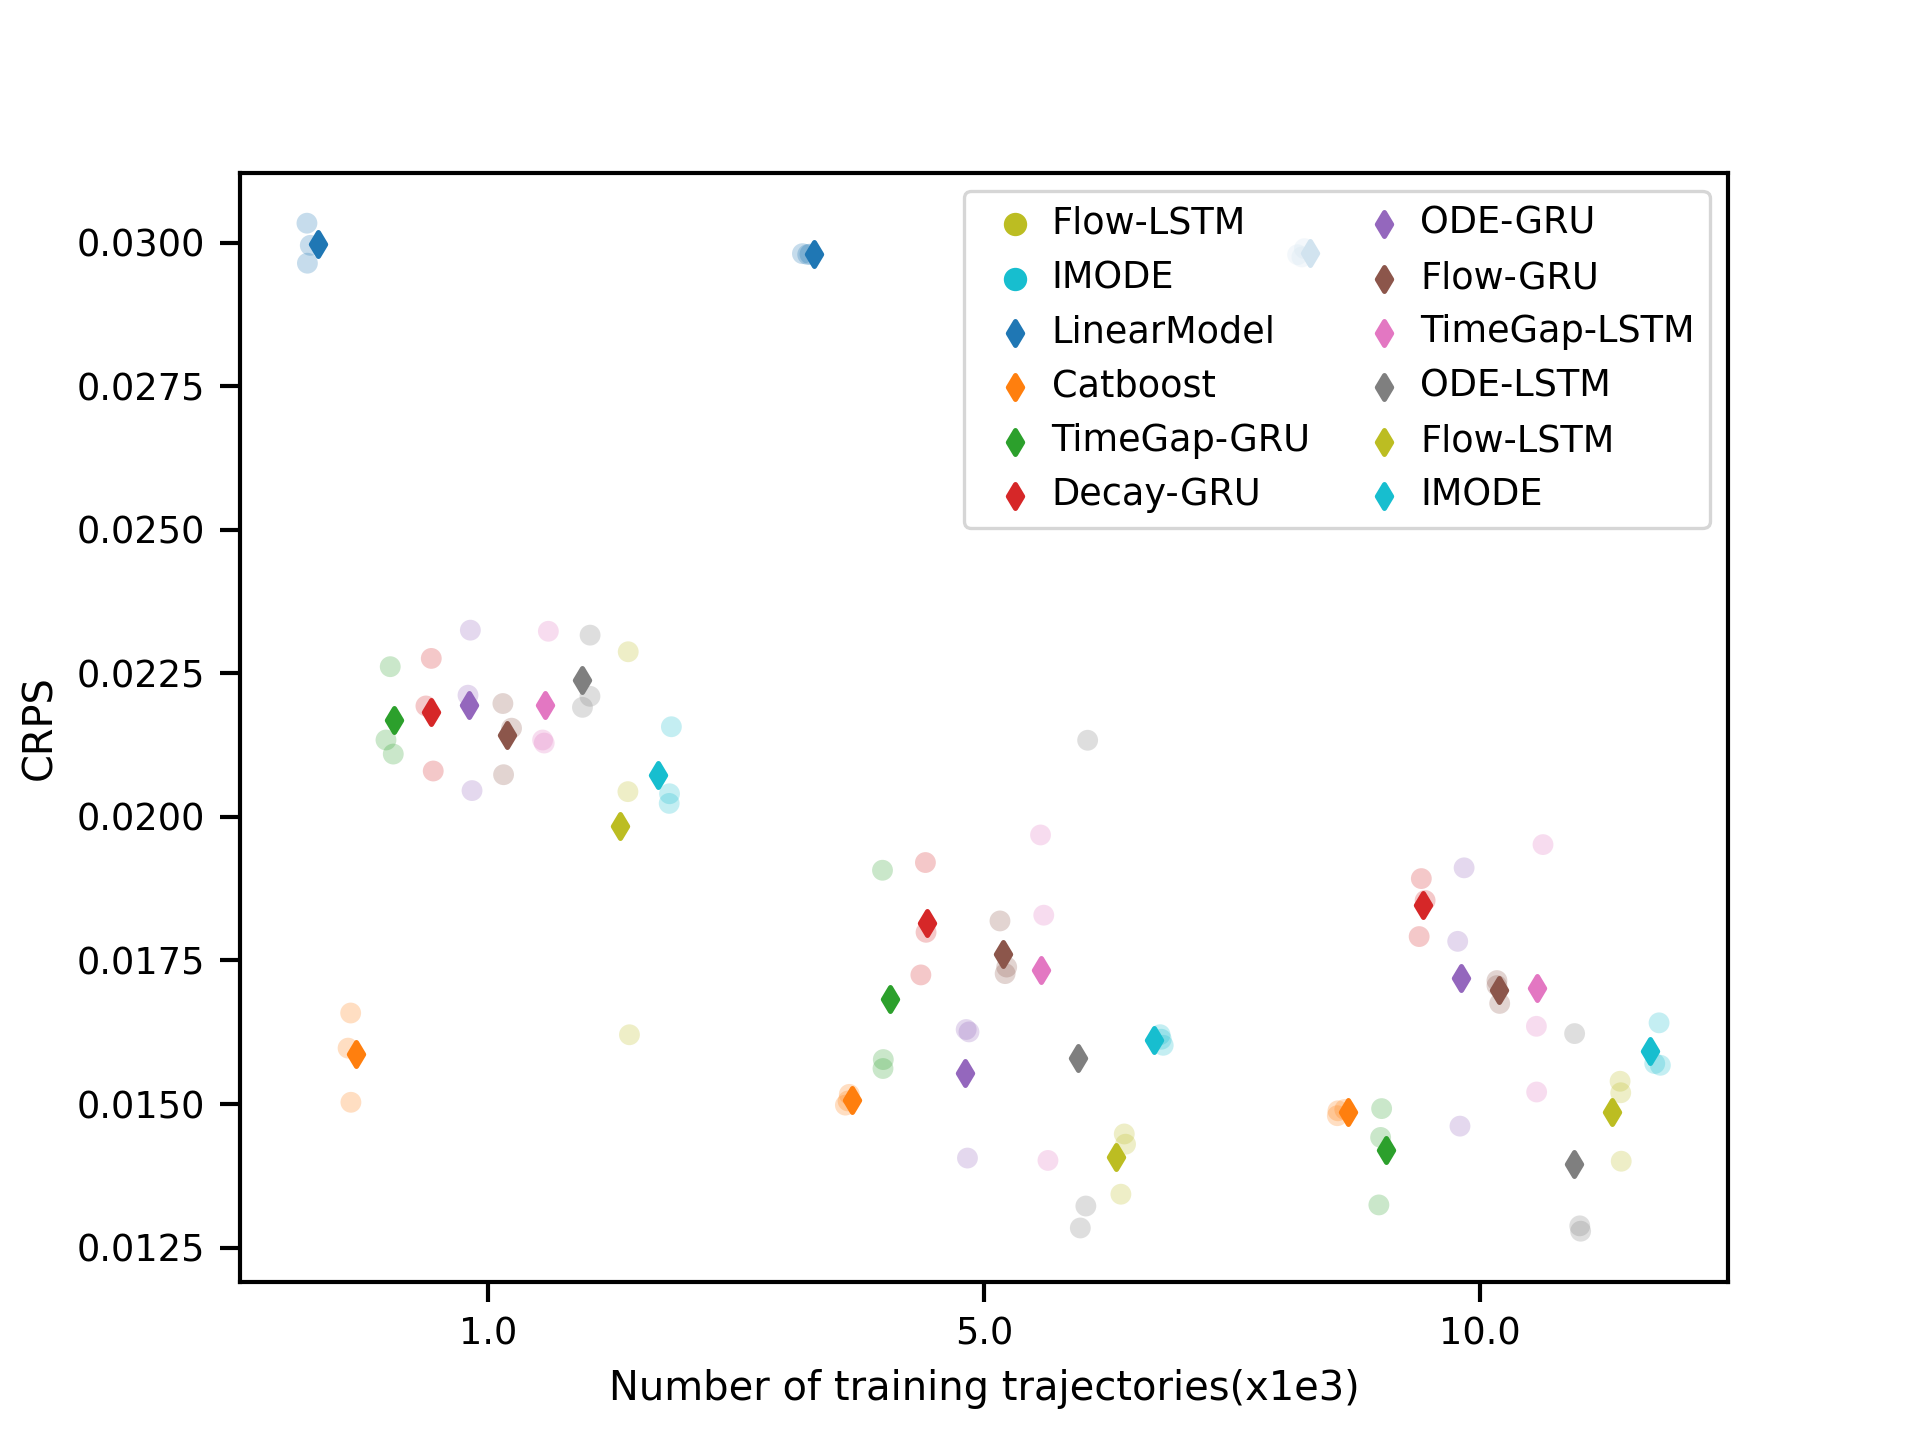 0.0300
0.0275
0.0250
0.0225
0.0200
0.0175
0.0150
0.0125
CRPS
Flow-LSTM
IMODE
LinearModel
Catboost
TimeGap-GRU
Decay-GRU
ODE-GRU
Flow-GRU
TimeGap-LSTM
ODE-LSTM
Flow-LSTM
IMODE
1.0 5.0 10.0
Number of training trajectories(x1e3)